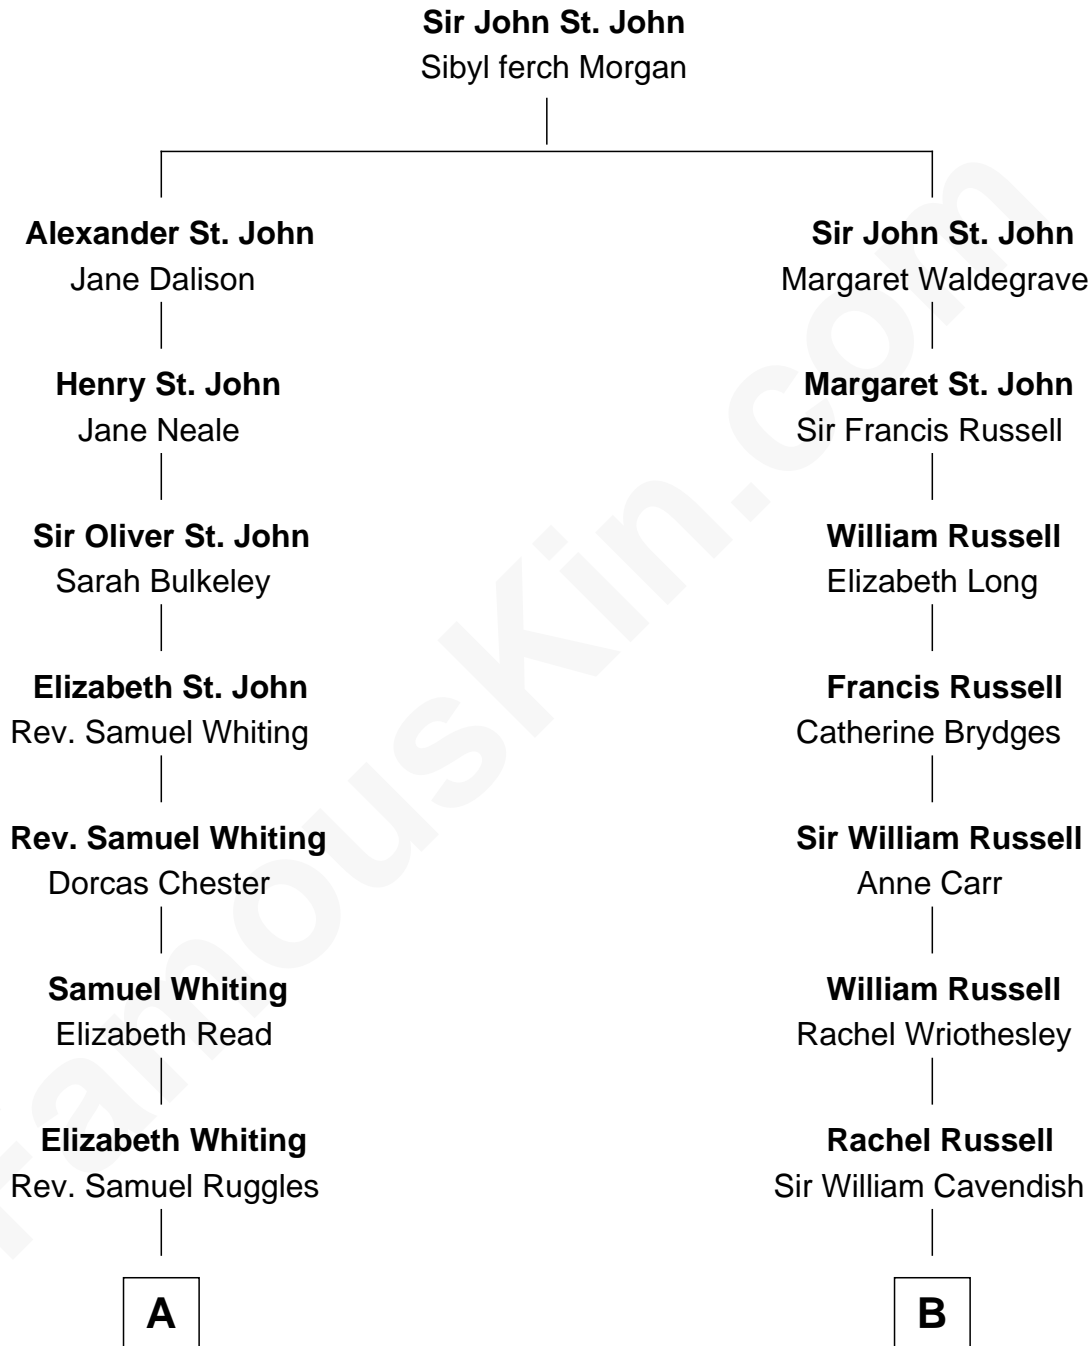 Sir John St. John
Sibyl ferch Morgan
Alexander St. John
Jane Dalison
Sir John St. John
Margaret Waldegrave
Henry St. John
Jane Neale
Margaret St. John
Sir Francis Russell
Sir Oliver St. John
Sarah Bulkeley
William Russell
Elizabeth Long
Elizabeth St. John
Rev. Samuel Whiting
Francis Russell
Catherine Brydges
Rev. Samuel Whiting
Dorcas Chester
Sir William Russell
Anne Carr
Samuel Whiting
Elizabeth Read
William Russell
Rachel Wriothesley
Elizabeth Whiting
Rev. Samuel Ruggles
Rachel Russell
Sir William Cavendish
A
B
FamousKin.com